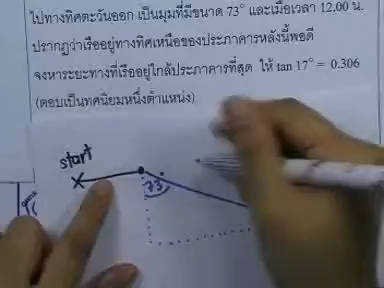 ไปทางทิศตะวันออก เป็นมุมที่มีขนาด 73° และเมื่อเวลา 12.00 น.
ปรากฏว่าเรืออยู่ทางทิศเหนือของประภาคารหลังนี้พอดี
จงหาระยะทางที่เรืออยู่ใกล้ประภาคารที่สุด ให้ tan 17° = 0.306
(ตอบเป็นทศนิยมหนึ่งตำแหน่ง)
start
73